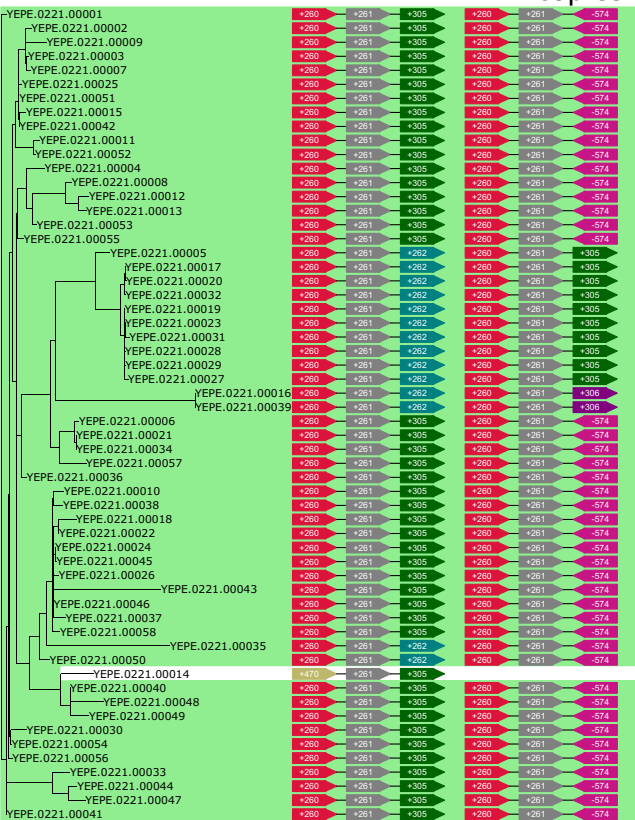 YEPE.0221.00001 +260 +261 +305 +260 +261 -574
YEPE.0221.00002 +260 +261 +305 +260 +261 -574
YEPE.0221.00009 +260 +261 +305 +260 +261 -574
YEPE.0221.00003 +260 +261 +305 +260 +261 -574
YEPE.0221.00007 +260 +261 +305 +260 +261 -574
YEPE.0221.00025 +260 +261 +305 +260 +261 -574
YEPE.0221.00051 +260 +261 +305 +260 +261 -574
YEPE.0221.00015 +260 +261 +305 +260 +261 -574
YEPE.0221.00042 +260 +261 +305 +260 +261 -574
YEPE.0221.00011 +260 +261 +305 +260 +261 -574
YEPE.0221.00052 +260 +261 +305 +260 +261 -574
YEPE.0221.00004 +260 +261 +305 +260 +261 -574
YEPE.0221.00008 +260 +261 +305 +260 +261 -574
YEPE.0221.00012 +260 +261 +305 +260 +261 -574
YEPE.0221.00013 +260 +261 +305 +260 +261 -574
YEPE.0221.00053 +260 +261 +305 +260 +261 -574
YEPE.0221.00055 +260 +261 +305 +260 +261 -574
YEPE.0221.00005 +260 +261 +262 +260 +261 +305
YEPE.0221.00017 +260 +261 +262 +260 +261 +305
YEPE.0221.00020 +260 +261 +262 +260 +261 +305
YEPE.0221.00032 +260 +261 +262 +260 +261 +305
YEPE.0221.00019 +260 +261 +262 +260 +261 +305
YEPE.0221.00023 +260 +261 +262 +260 +261 +305
YEPE.0221.00031 +260 +261 +262 +260 +261 +305
YEPE.0221.00028 +260 +261 +262 +260 +261 +305
YEPE.0221.00029 +260 +261 +262 +260 +261 +305
YEPE.0221.00027 +260 +261 +262 +260 +261 +305
YEPE.0221.00016 +260 +261 +262 +260 +261 +306
YEPE.0221.00039 +260 +261 +262 +260 +261 +306
YEPE.0221.00006 +260 +261 +305 +260 +261 -574
YEPE.0221.00021 +260 +261 +305 +260 +261 -574
YEPE.0221.00034 +260 +261 +305 +260 +261 -574
YEPE.0221.00057 +260 +261 +305 +260 +261 -574
YEPE.0221.00036 +260 +261 +305 +260 +261 -574
YEPE.0221.00010 +260 +261 +305 +260 +261 -574
YEPE.0221.00038 +260 +261 +305 +260 +261 -574
YEPE.0221.00018 +260 +261 +305 +260 +261 -574
YEPE.0221.00022 +260 +261 +305 +260 +261 -574
YEPE.0221.00024 +260 +261 +305 +260 +261 -574
YEPE.0221.00045 +260 +261 +305 +260 +261 -574
YEPE.0221.00026 +260 +261 +305 +260 +261 -574
YEPE.0221.00043 +260 +261 +305 +260 +261 -574
YEPE.0221.00046 +260 +261 +305 +260 +261 -574
YEPE.0221.00037 +260 +261 +305 +260 +261 -574
YEPE.0221.00058 +260 +261 +305 +260 +261 -574
YEPE.0221.00035 +260 +261 +262 +260 +261 -574
YEPE.0221.00050 +260 +261 +262 +260 +261 -574
YEPE.0221.00014 +470 +261 +305
YEPE.0221.00040 +260 +261 +305 +260 +261 -574
YEPE.0221.00048 +260 +261 +305 +260 +261 -574
YEPE.0221.00049 +260 +261 +305 +260 +261 -574
YEPE.0221.00030 +260 +261 +305 +260 +261 -574
YEPE.0221.00054 +260 +261 +305 +260 +261 -574
YEPE.0221.00056 +260 +261 +305 +260 +261 -574
YEPE.0221.00033 +260 +261 +305 +260 +261 -574
YEPE.0221.00044 +260 +261 +305 +260 +261 -574
YEPE.0221.00047 +260 +261 +305 +260 +261 -574
YEPE.0221.00041 +260 +261 +305 +260 +261 -574